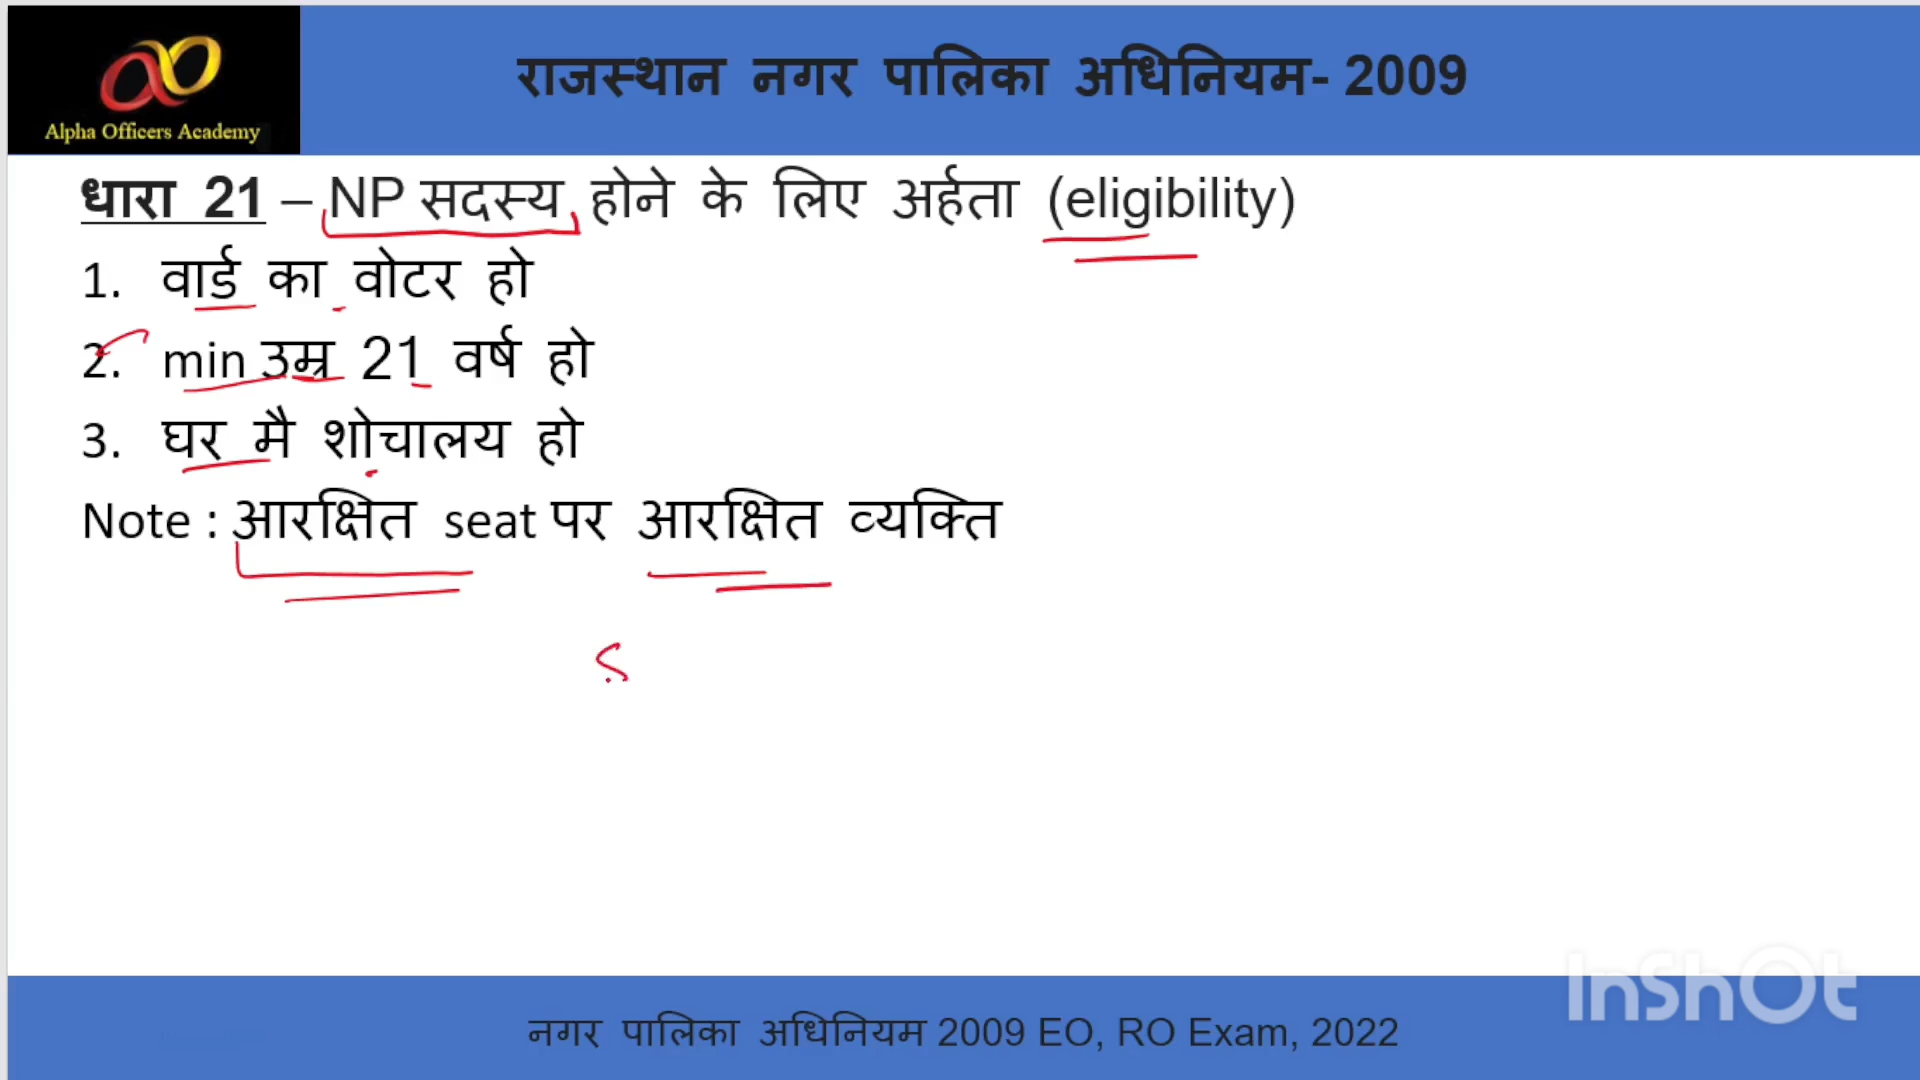 Alpha Officers Academy
राजस्थान नगर पालिका अधिनियम- 2009
धारा 21 – NP सदस्य होने के लिए अर्हता (eligibility)
1. वार्ड का वोटर हो
2. min उम्र 21 वर्ष हो
3. घर मै शोचालय हो
Note : आरक्षित seat पर आरक्षित व्यक्ति
S
InShOt
नगर पालिका अधिनियम 2009 EO, RO Exam, 2022